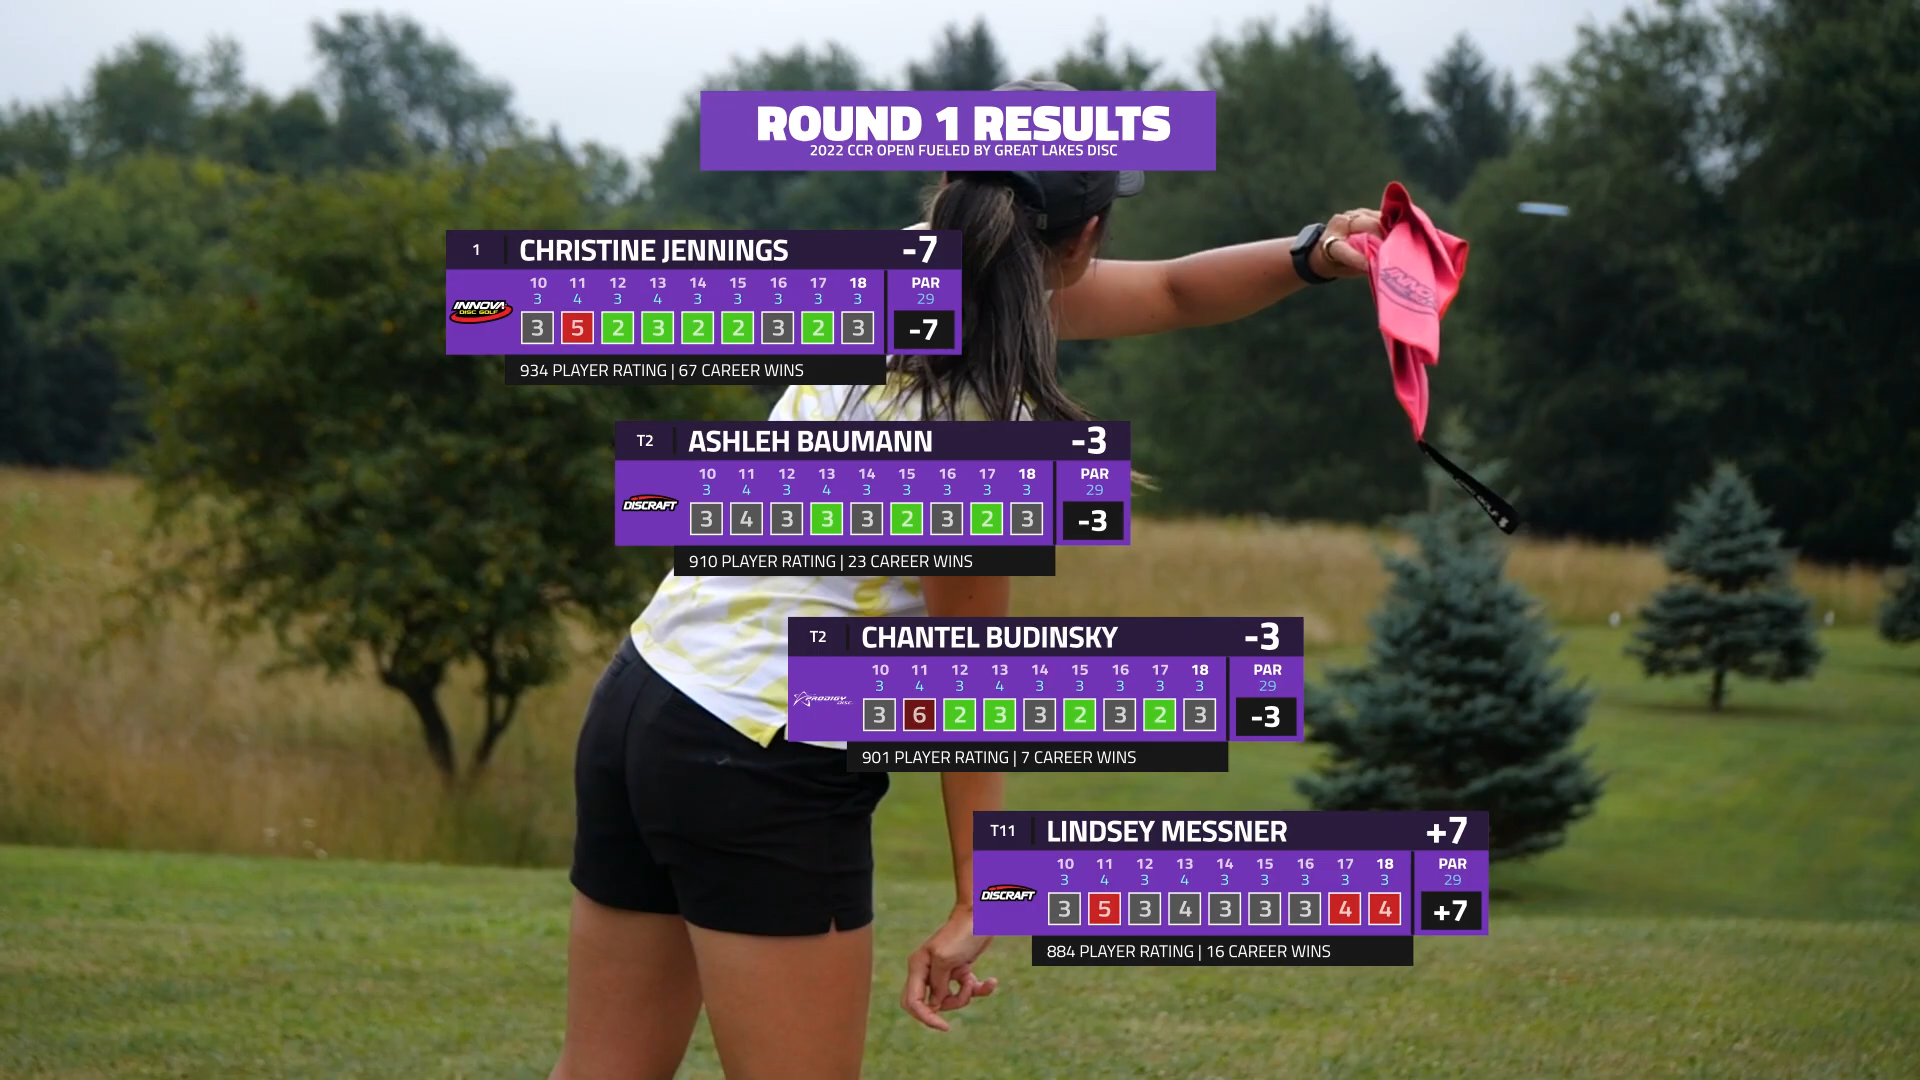 ROUND 1 RESULTS
2022 CCR OPEN FUELED BY GREAT LAKES DISC
1 CHRISTINE JENNINGS -7
10 11 12 13 14 15 16 17 18 PAR
3 4 3 4 3 3 3 3 3 29
INNOVA
DISC GOLF
3 5 2 3 2 2 3 2 3 -7
934 PLAYER RATING | 67 CAREER WINS
T2 ASHLEH BAUMANN -3
10 11 12 13 14 15 16 17 18 PAR
3 4 3 4 3 3 3 3 3 29
DISCRAFT
3 4 3 3 3 2 3 2 3 -3
910 PLAYER RATING | 23 CAREER WINS
T2 CHANTEL BUDINSKY -3
10 11 12 13 14 15 16 17 18 PAR
3 4 3 4 3 3 3 3 3 29
PRODIGY
DISC
3 6 2 3 3 2 3 2 3 -3
901 PLAYER RATING | 7 CAREER WINS
T11 LINDSEY MESSNER +7
10 11 12 13 14 15 16 17 18 PAR
3 4 3 4 3 3 3 3 3 29
DISCRAFT
3 5 3 4 3 3 3 4 4 +7
884 PLAYER RATING | 16 CAREER WINS